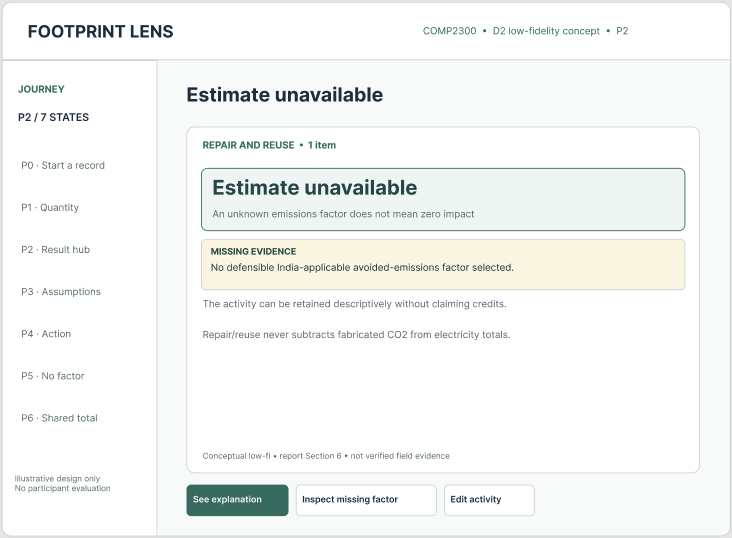 FOOTPRINT LENS
COMP2300 • D2 low-fidelity concept • P2
JOURNEY
P2 / 7 STATES
P0 · Start a record
P1 · Quantity
P2 · Result hub
P3 · Assumptions
P4 · Action
P5 · No factor
P6 · Shared total
Illustrative design only
No participant evaluation
Estimate unavailable
REPAIR AND REUSE • 1 item
Estimate unavailable
An unknown emissions factor does not mean zero impact
MISSING EVIDENCE
No defensible India-applicable avoided-emissions factor selected.
The activity can be retained descriptively without claiming credits.
Repair/reuse never subtracts fabricated CO2 from electricity totals.
Conceptual low-fi • report Section 6 • not verified field evidence
See explanation
Inspect missing factor
Edit activity